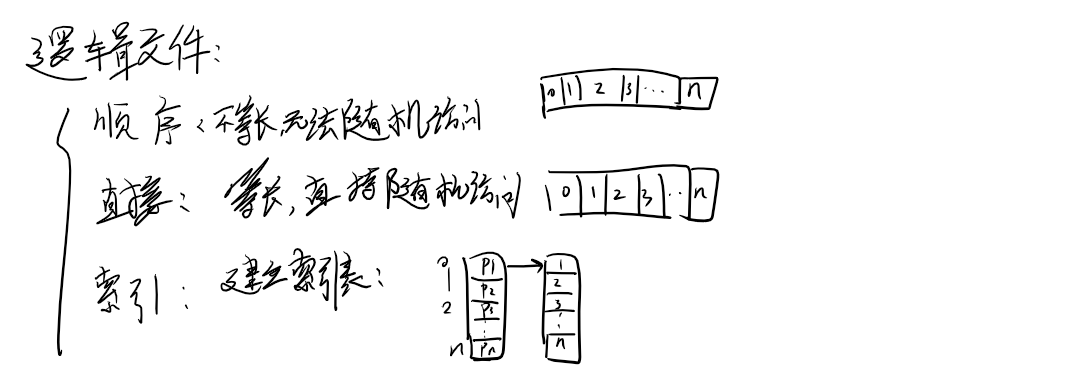 逻辑文件:
顺序:不等长,无法随机访问
0 1 2 3 ... n
直接: 等长,直接随机访问
0 1 2 3 .. n
索引: 建立索引表:
0 P1 1
1 P2 2
2 P3 3
⋮ ⋮
n Pn n